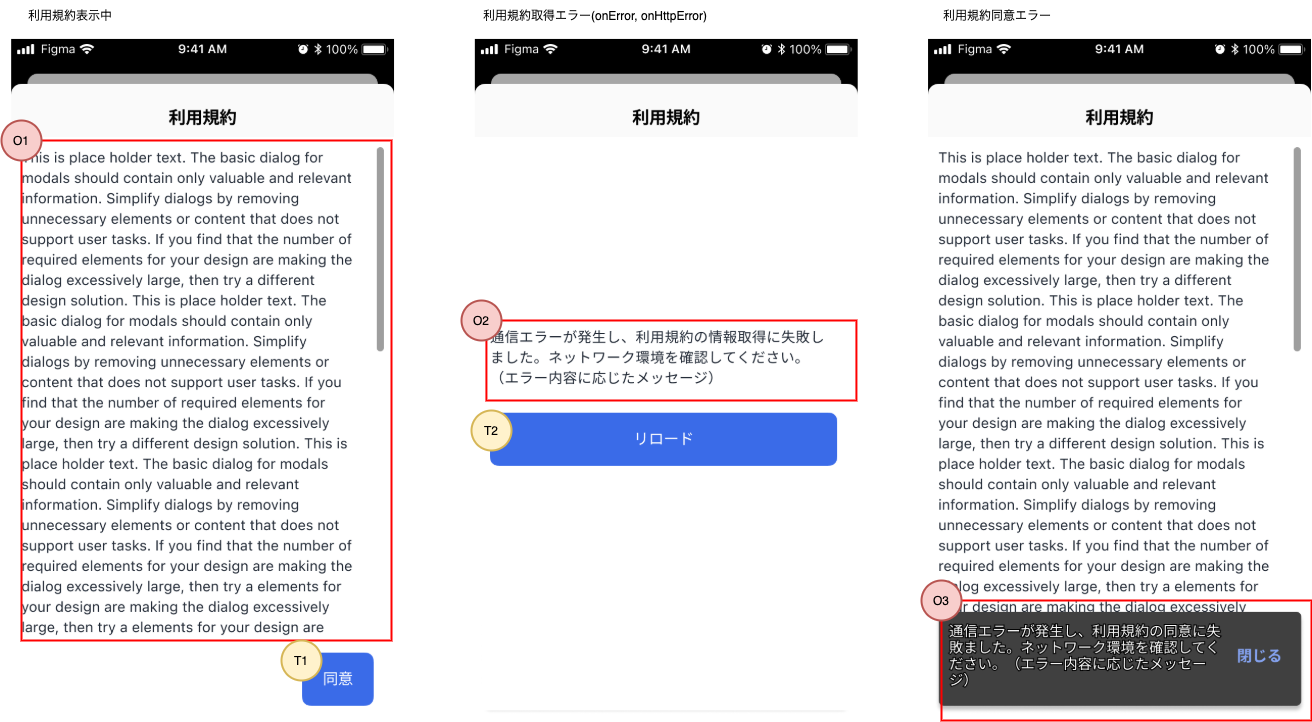 利用規約表示中
Figma 9:41 AM 100%
利用規約
O1
This is place holder text. The basic dialog for
modals should contain only valuable and relevant
information. Simplify dialogs by removing
unnecessary elements or content that does not
support user tasks. If you find that the number of
required elements for your design are making the
dialog excessively large, then try a different
design solution. This is place holder text. The
basic dialog for modals should contain only
valuable and relevant information. Simplify
dialogs by removing unnecessary elements or
content that does not support user tasks. If you
find that the number of required elements for
your design are making the dialog excessively
large, then try a different design solution. This is
place holder text. The basic dialog for modals
should contain only valuable and relevant
information. Simplify dialogs by removing
unnecessary elements or content that does not
support user tasks. If you find that the number of
required elements for your design are making the
dialog excessively large, then try a elements for
your design are making the dialog excessively
large, then try a elements for your design are
T1
同意
利用規約取得エラー(onError, onHttpError)
Figma 9:41 AM 100%
利用規約
O2
通信エラーが発生し、利用規約の情報取得に失敗し
ました。ネットワーク環境を確認してください。
（エラー内容に応じたメッセージ）
T2
リロード
利用規約同意エラー
Figma 9:41 AM 100%
利用規約
This is place holder text. The basic dialog for
modals should contain only valuable and relevant
information. Simplify dialogs by removing
unnecessary elements or content that does not
support user tasks. If you find that the number of
required elements for your design are making the
dialog excessively large, then try a different
design solution. This is place holder text. The
basic dialog for modals should contain only
valuable and relevant information. Simplify
dialogs by removing unnecessary elements or
content that does not support user tasks. If you
find that the number of required elements for
your design are making the dialog excessively
large, then try a different design solution. This is
place holder text. The basic dialog for modals
should contain only valuable and relevant
information. Simplify dialogs by removing
unnecessary elements or content that does not
support user tasks. If you find that the number of
required elements for your design are making the
dialog excessively large, then try a elements for
your design are making the dialog excessively
O3
通信エラーが発生し、利用規約の同意に失
敗ました。ネットワーク環境を確認してく
ださい。（エラー内容に応じたメッセー
ジ）
閉じる